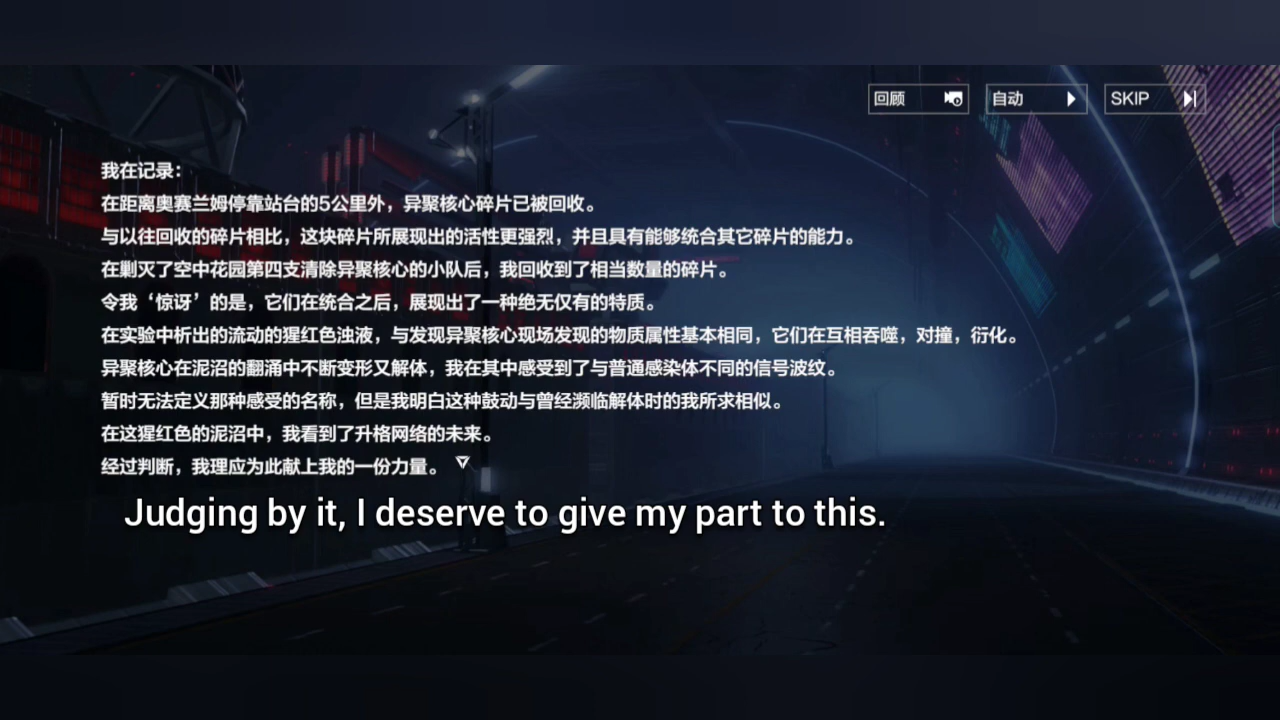 回顾
自动
SKIP
我在记录：
在距离奥赛兰姆停靠站台的5公里外，异聚核心碎片已被回收。
与以往回收的碎片相比，这块碎片所展现出的活性更强烈，并且具有能够统合其它碎片的能力。
在剿灭了空中花园第四支清除异聚核心的小队后，我回收到了相当数量的碎片。
令我‘惊讶’的是，它们在统合之后，展现出了一种绝无仅有的特质。
在实验中析出的流动的猩红色浊液，与发现异聚核心现场发现的物质属性基本相同，它们在互相吞噬，对撞，衍化。
异聚核心在泥沼的翻涌中不断变形又解体，我在其中感受到了与普通感染体不同的信号波纹。
暂时无法定义那种感受的名称，但是我明白这种鼓动与曾经濒临解体时的我所求相似。
在这猩红色的泥沼中，我看到了升格网络的未来。
经过判断，我理应为此献上我的一份力量。
Judging by it, I deserve to give my part to this.